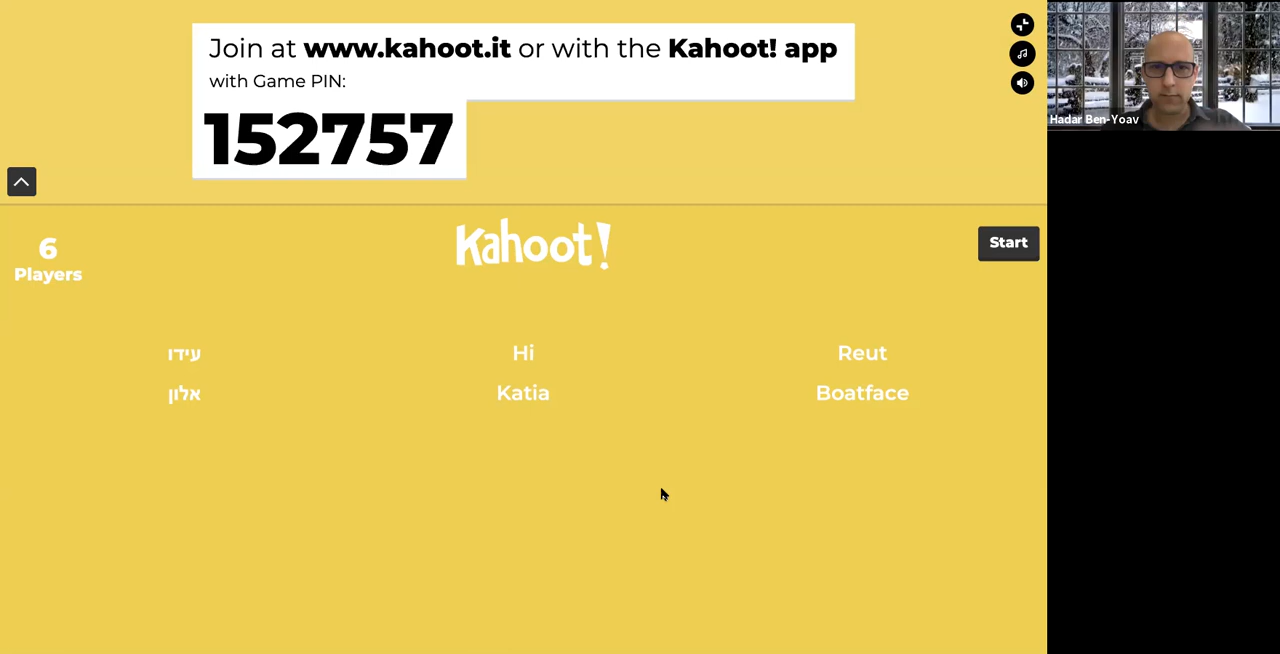 Join at www.kahoot.it or with the Kahoot! app
with Game PIN:
152757
Hadar Ben-Yoav
6
Players
Kahoot!
Start
עידו
Hi
Reut
אלון
Katia
Boatface